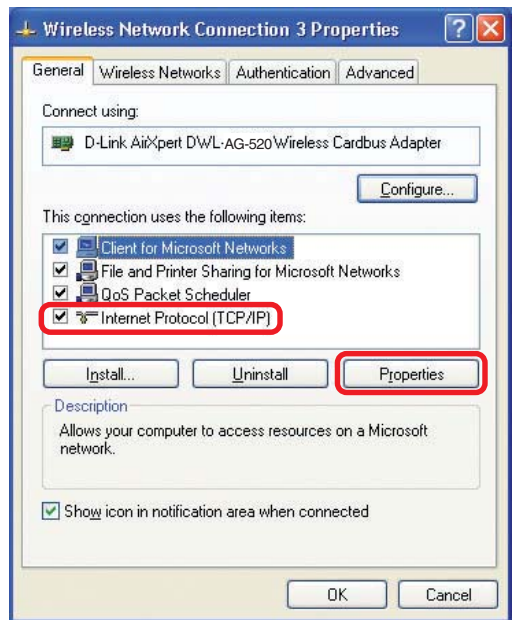 Wireless Network Connection 3 Properties
General Wireless Networks Authentication Advanced
Connect using:
D-Link AirXpert DWL-AG-520 Wireless Cardbus Adapter
Configure...
This connection uses the following items:
Client for Microsoft Networks
File and Printer Sharing for Microsoft Networks
QoS Packet Scheduler
Internet Protocol (TCP/IP)
Install... Uninstall Properties
Description
Allows your computer to access resources on a Microsoft
network.
Show icon in notification area when connected
OK Cancel